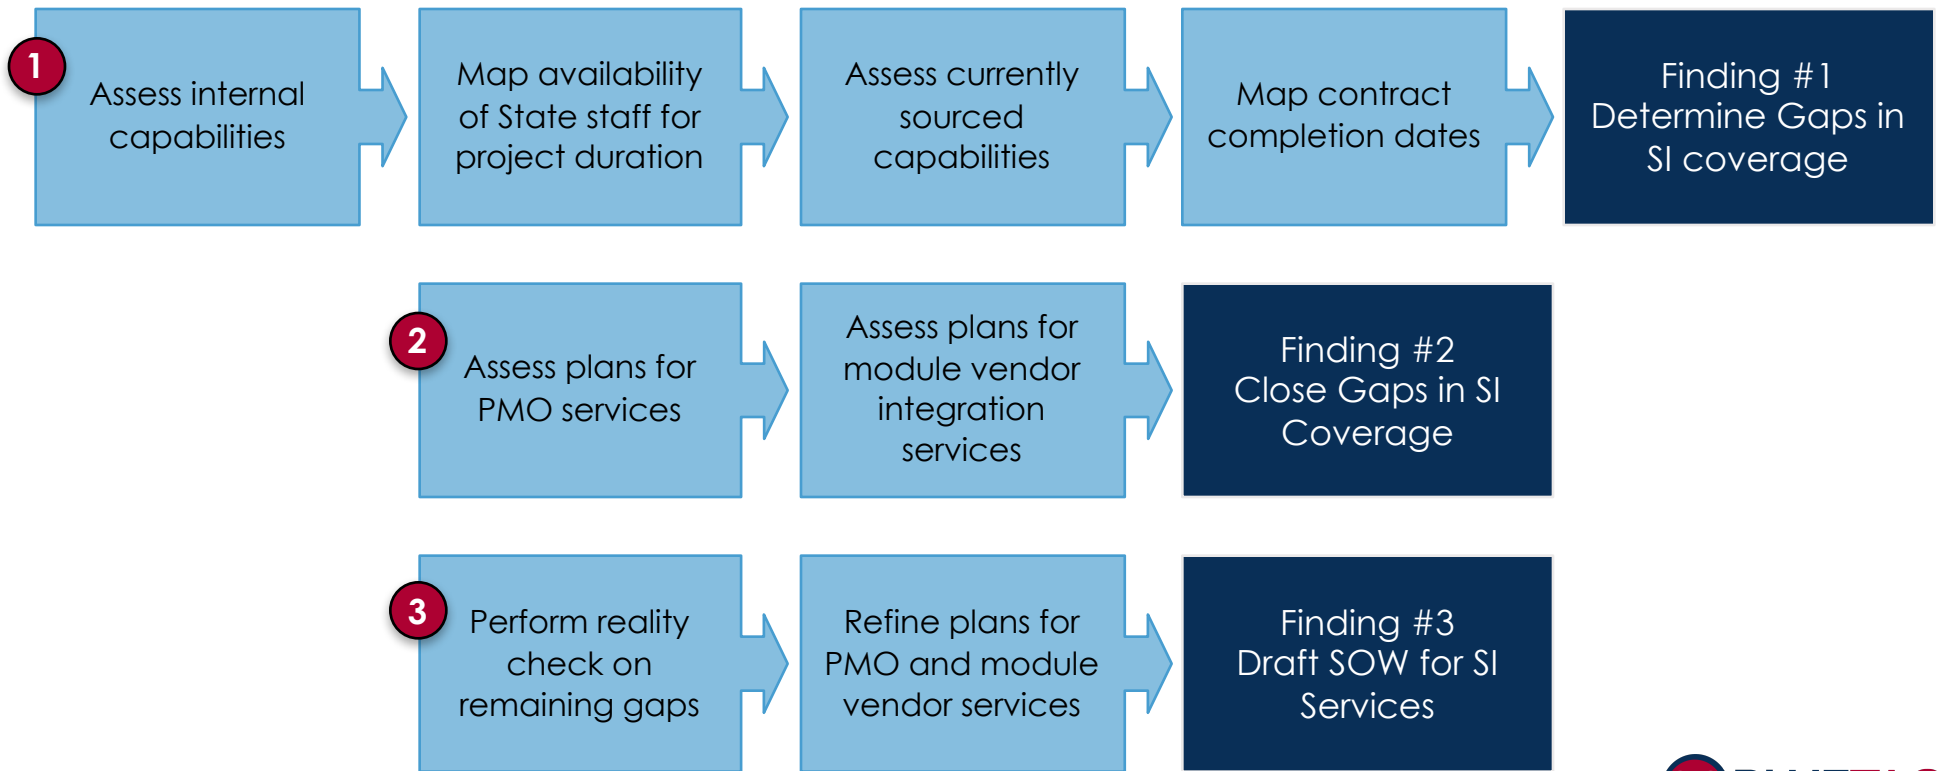 1
Assess internal
capabilities
Map availability
of State staff for
project duration
Assess currently
sourced
capabilities
Map contract
completion dates
Finding #1
Determine Gaps in
SI coverage
2
Assess plans for
PMO services
Assess plans for
module vendor
integration
services
Finding #2
Close Gaps in SI
Coverage
3
Perform reality
check on
remaining gaps
Refine plans for
PMO and module
vendor services
Finding #3
Draft SOW for SI
Services